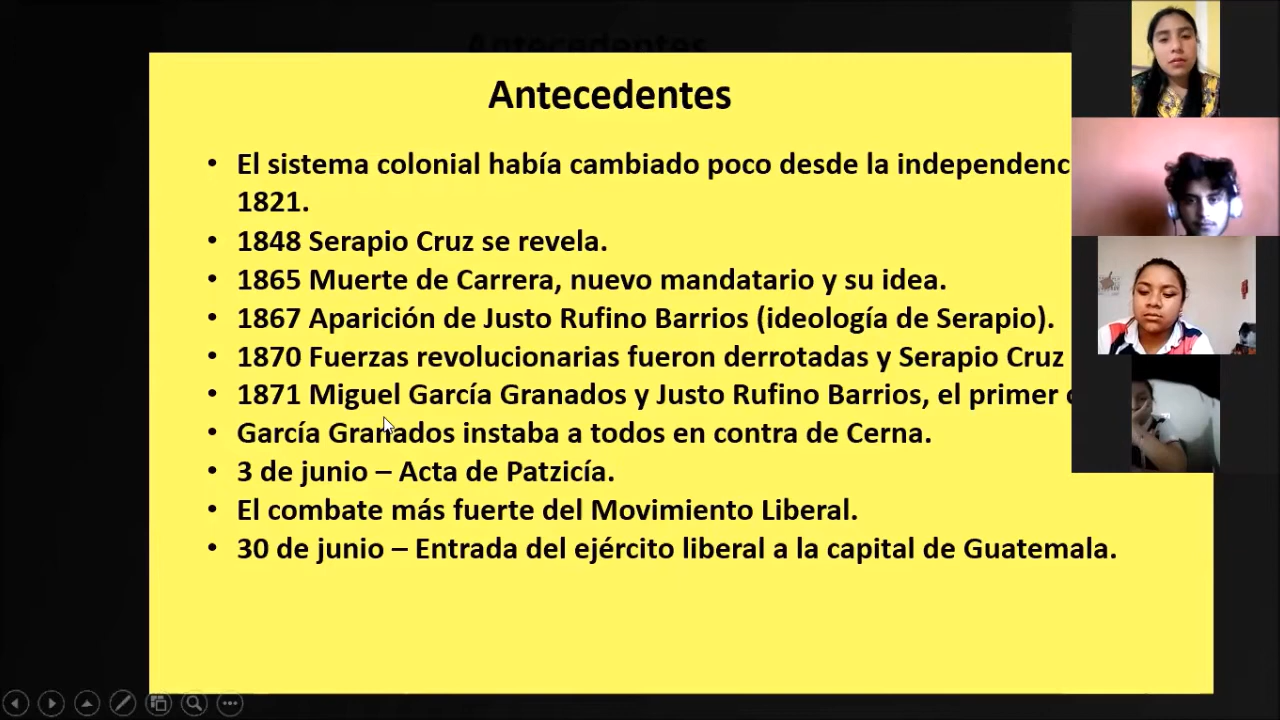 Antecedentes
• El sistema colonial había cambiado poco desde la independenc
1821.
• 1848 Serapio Cruz se revela.
• 1865 Muerte de Carrera, nuevo mandatario y su idea.
• 1867 Aparición de Justo Rufino Barrios (ideología de Serapio).
• 1870 Fuerzas revolucionarias fueron derrotadas y Serapio Cruz
• 1871 Miguel García Granados y Justo Rufino Barrios, el primer
• García Granados instaba a todos en contra de Cerna.
• 3 de junio – Acta de Patzicía.
• El combate más fuerte del Movimiento Liberal.
• 30 de junio – Entrada del ejército liberal a la capital de Guatemala.